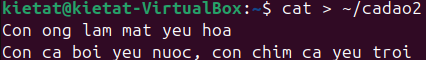 kietat@kietat-VirtualBox:~$ cat > ~/cadao2
Con ong lam mat yeu hoa
Con ca boi yeu nuoc, con chim ca yeu troi